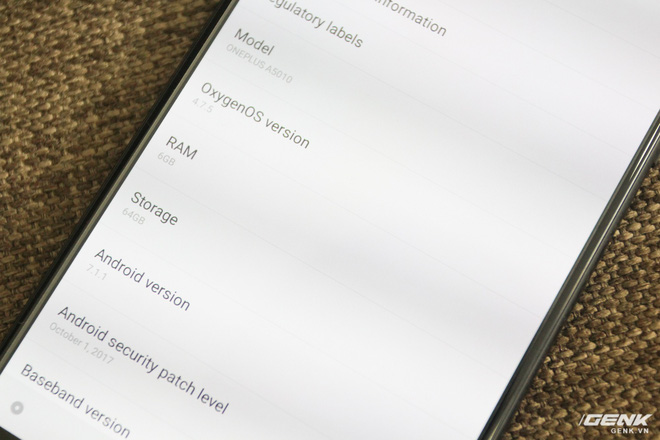 information
egulatory labels
Model
ONEPLUS A5010
OxygenOS version
4.7.5
RAM
6GB
Storage
64GB
Android version
7.1.1
Android security patch level
October 1, 2017
Baseband version
GENK
GENK.VN